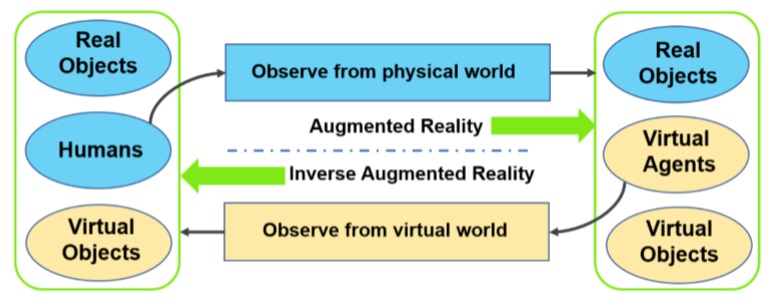 Real
Objects
Humans
Virtual
Objects
Observe from physical world
Augmented Reality
Inverse Augmented Reality
Observe from virtual world
Real
Objects
Virtual
Agents
Virtual
Objects